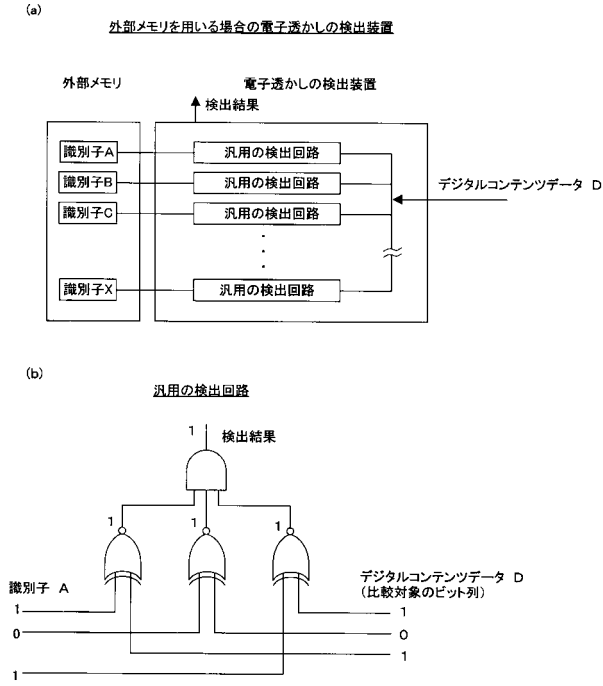 (a)
外部メモリを用いる場合の電子透かしの検出装置
外部メモリ
電子透かしの検出装置
検出結果
識別子A
汎用の検出回路
識別子B
汎用の検出回路
デジタルコンテンツデータ D
識別子C
汎用の検出回路
識別子X
汎用の検出回路
(b)
汎用の検出回路
1
検出結果
1
1
1
識別子 A
デジタルコンテンツデータ D
(比較対象のビット列)
1
1
0
0
1
1